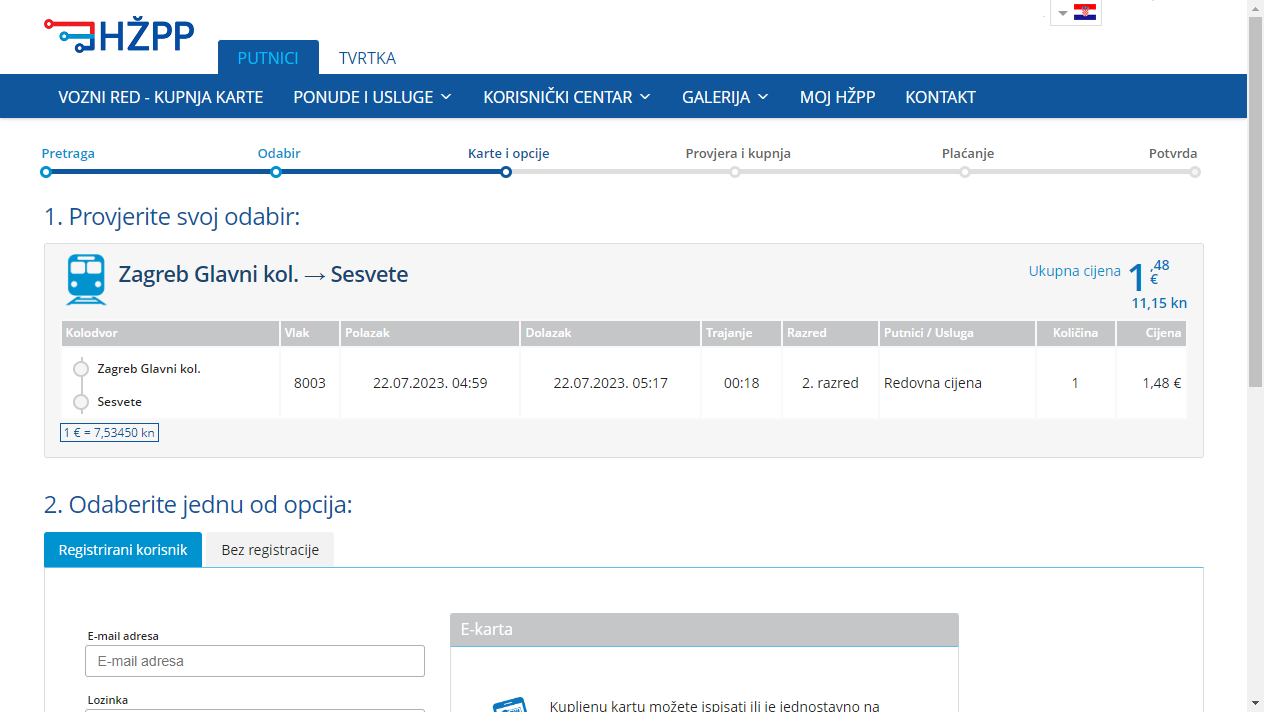 HŽPP
PUTNICI
TVRTKA
VOZNI RED - KUPNJA KARTE
PONUDE I USLUGE
KORISNIČKI CENTAR
GALERIJA
MOJ HŽPP
KONTAKT
Pretraga
Odabir
Karte i opcije
Provjera i kupnja
Plaćanje
Potvrda
1. Provjerite svoj odabir:
Zagreb Glavni kol. → Sesvete
Ukupna cijena 1,48 €
11,15 kn
Kolodvor Vlak Polazak Dolazak Trajanje Razred Putnici / Usluga Količina Cijena
Zagreb Glavni kol.
Sesvete
8003 22.07.2023. 04:59 22.07.2023. 05:17 00:18 2. razred Redovna cijena 1 1,48 €
1 € = 7,53450 kn
2. Odaberite jednu od opcija:
Registrirani korisnik
Bez registracije
E-mail adresa
E-mail adresa
Lozinka
E-karta
Kupljenu kartu možete ispisati ili je jednostavno na